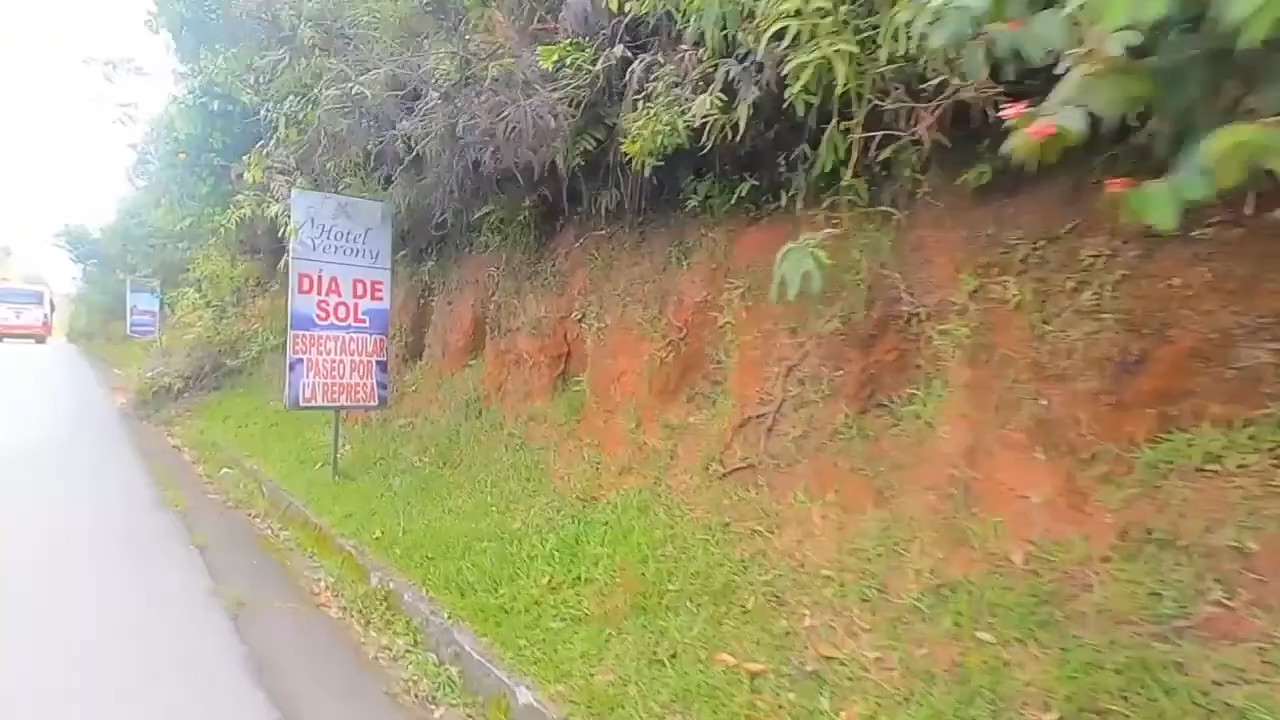 Hotel
Verony
DÍA DE
SOL
ESPECTACULAR
PASEO POR
LA REPRESA